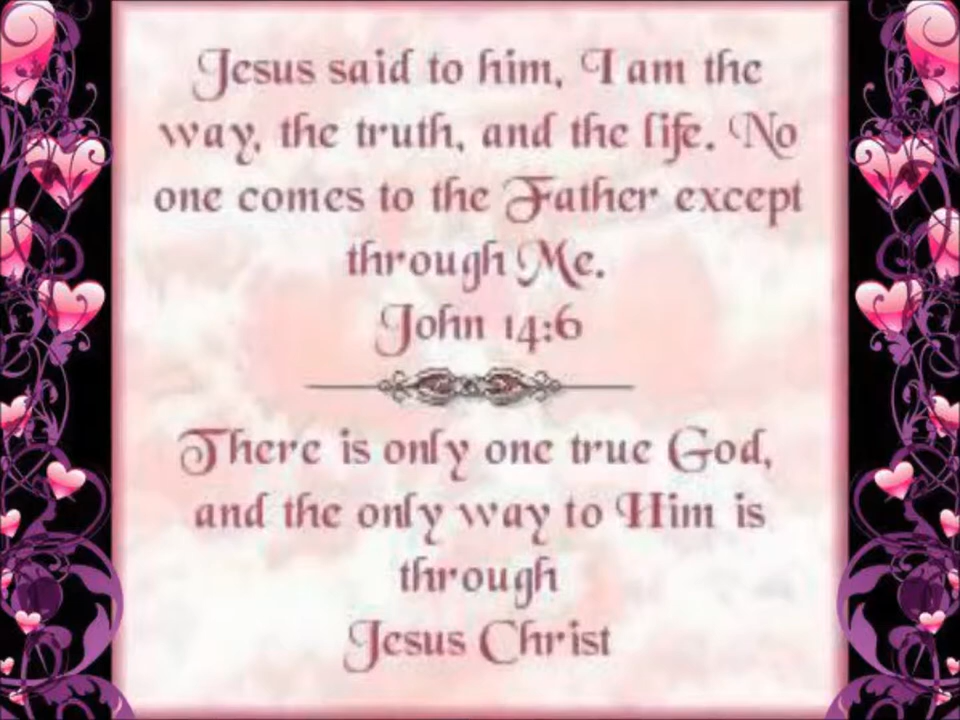 Jesus said to him, I am the
way, the truth, and the life. No
one comes to the Father except
through Me.
John 14:6
There is only one true God,
and the only way to Him is
through
Jesus Christ